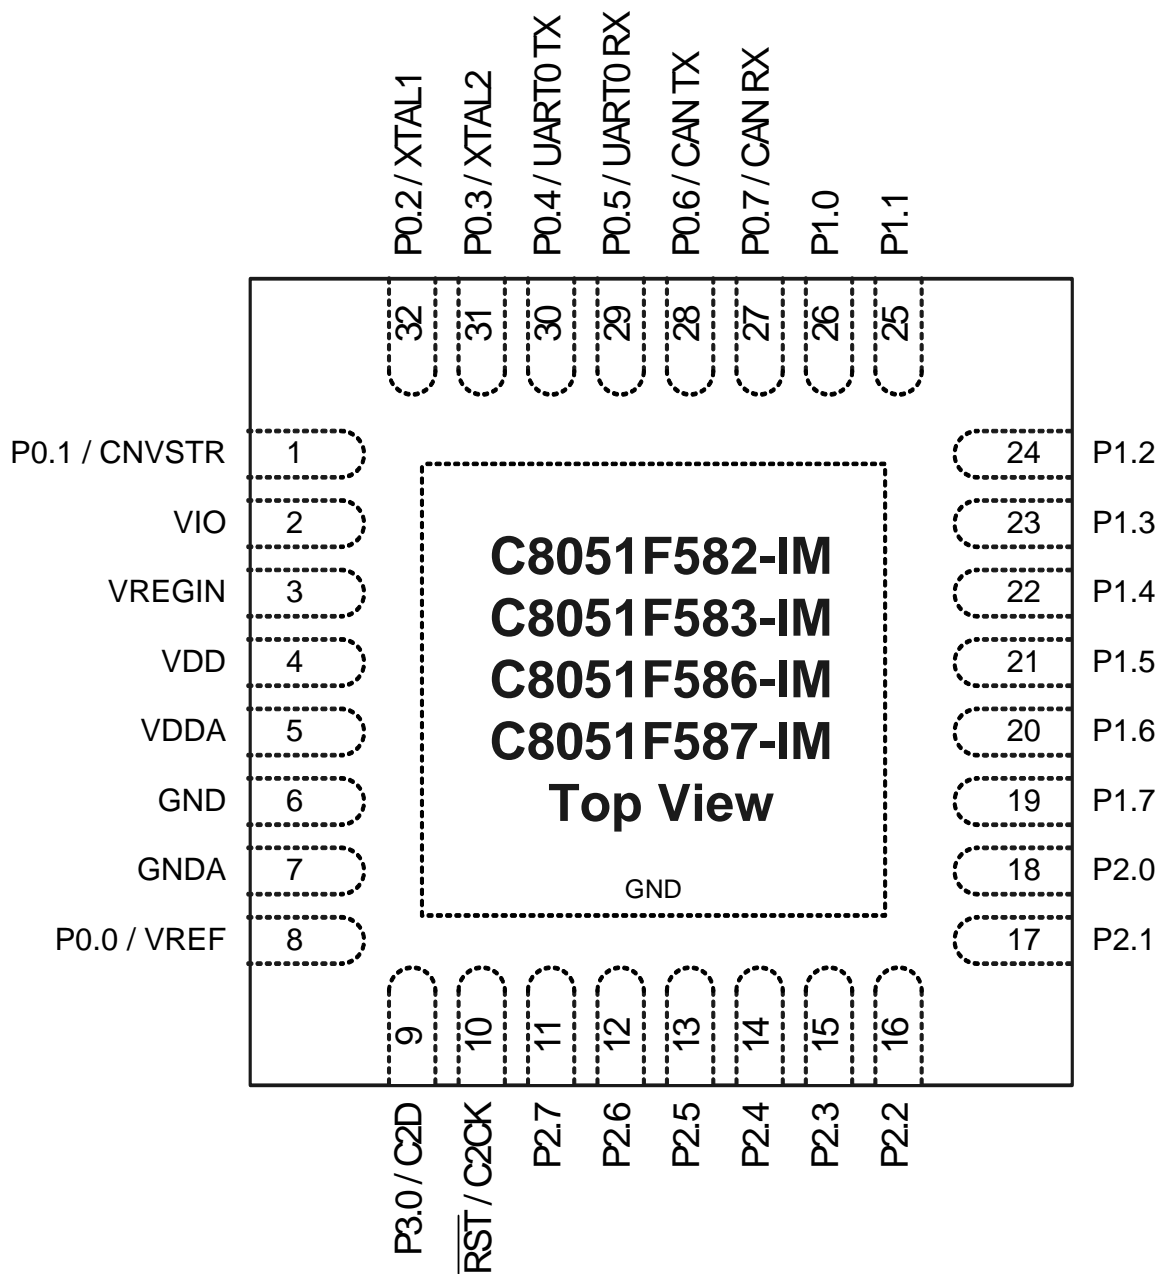 P0.2 / XTAL1
P0.3 / XTAL2
P0.4 / UART0 TX
P0.5 / UART0 RX
P0.6 / CAN TX
P0.7 / CAN RX
P1.0
P1.1
32
31
30
29
28
27
26
25
P0.1 / CNVSTR
1
VIO
2
VREGIN
3
VDD
4
VDDA
5
GND
6
GNDA
7
P0.0 / VREF
8
C8051F582-IM
C8051F583-IM
C8051F586-IM
C8051F587-IM
Top View
GND
24
P1.2
23
P1.3
22
P1.4
21
P1.5
20
P1.6
19
P1.7
18
P2.0
17
P2.1
9
10
11
12
13
14
15
16
P3.0 / C2D
R̅S̅T̅ / C2CK
P2.7
P2.6
P2.5
P2.4
P2.3
P2.2